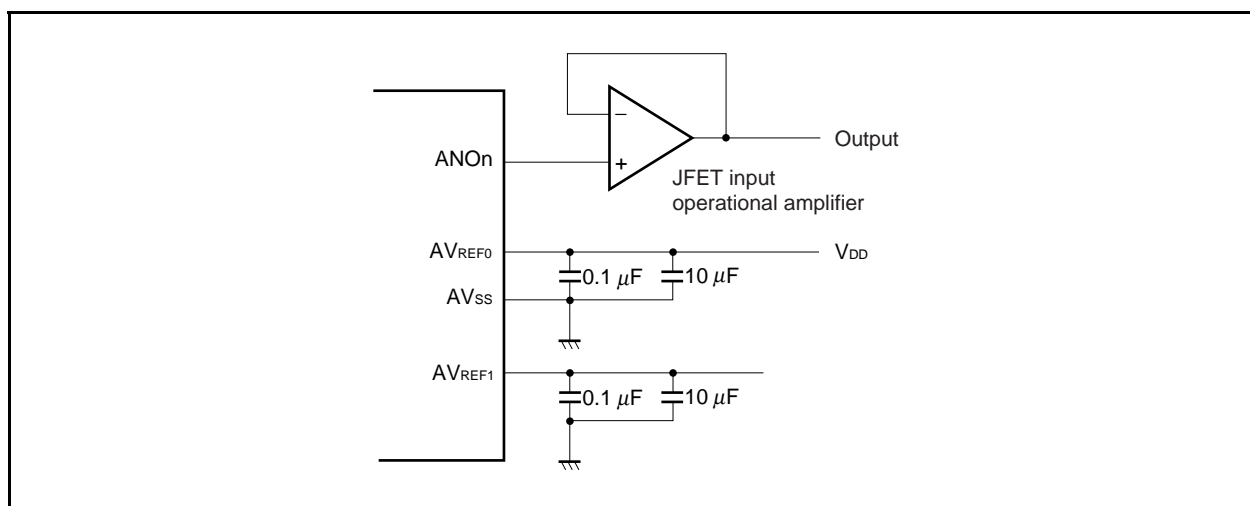 −
ANOn
+
Output
JFET input
operational amplifier
AVREF0
VDD
0.1 μF
10 μF
AVSS
AVREF1
0.1 μF
10 μF